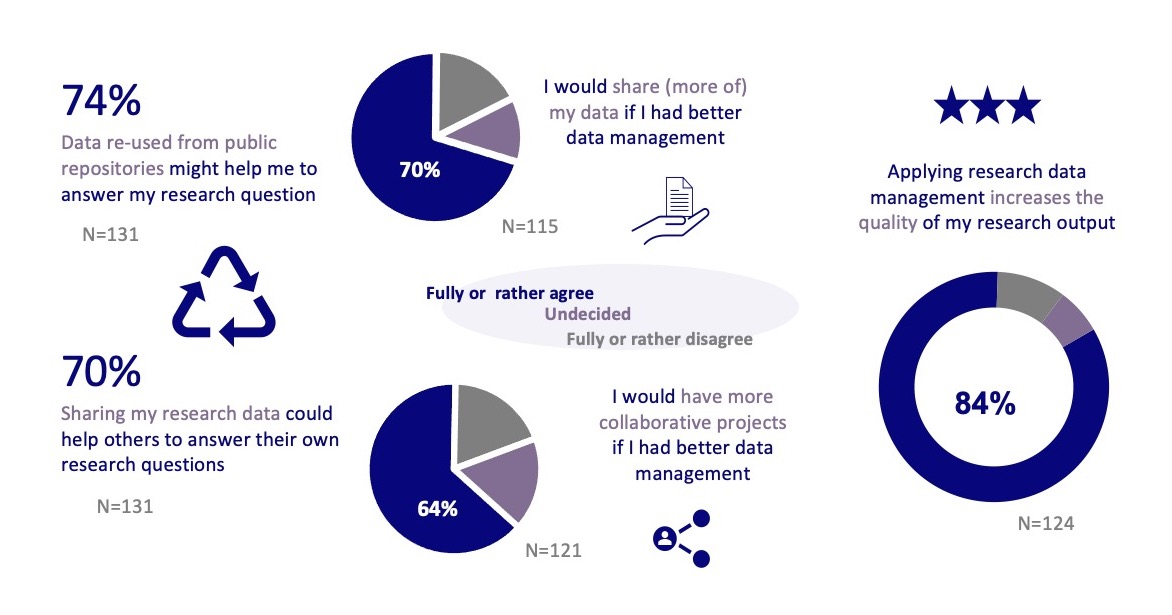 74%
Data re-used from public
repositories might help me to
answer my research question
N=131
70%
Sharing my research data could
help others to answer their own
research questions
N=131
70%
I would share (more of)
my data if I had better
data management
N=115
Fully or rather agree
Undecided
Fully or rather disagree
64%
I would have more
collaborative projects
if I had better data
management
N=121
Applying research data
management increases the
quality of my research output
84%
N=124